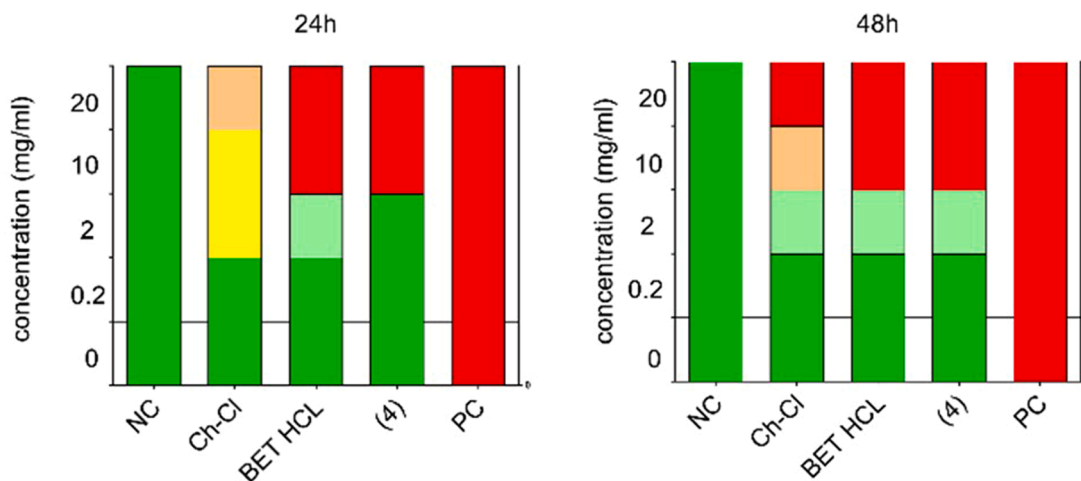 24h
concentration (mg/ml)
20
10
2
0.2
0
NC
Ch-Cl
BET HCL
(4)
PC
48h
concentration (mg/ml)
20
10
2
0.2
0
NC
Ch-Cl
BET HCL
(4)
PC